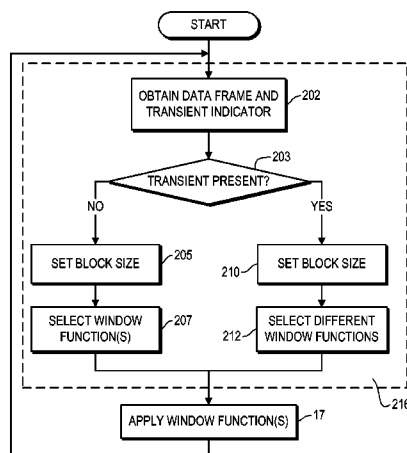 START
OBTAIN DATA FRAME AND
TRANSIENT INDICATOR
202
203
TRANSIENT PRESENT?
NO
YES
SET BLOCK SIZE
205
210
SET BLOCK SIZE
SELECT WINDOW
FUNCTION(S)
207
212
SELECT DIFFERENT
WINDOW FUNCTIONS
216
APPLY WINDOW FUNCTION(S)
17